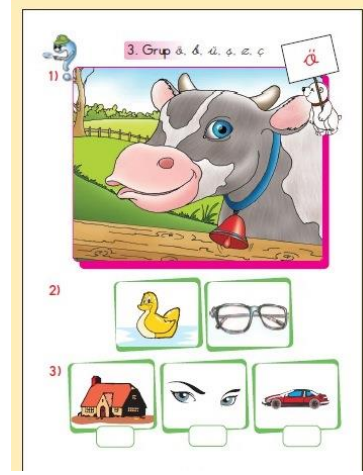 3. Grup ö, b, ü, ş, z, ç
ö
1)
2)
3)